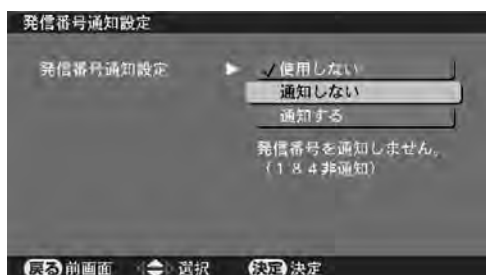 発信番号通知設定
発信番号通知設定 ▶ ✓使用しない
通知しない
通知する
発信番号を通知しません。
(184非通知)
戻る 前画面 選択 決定 決定